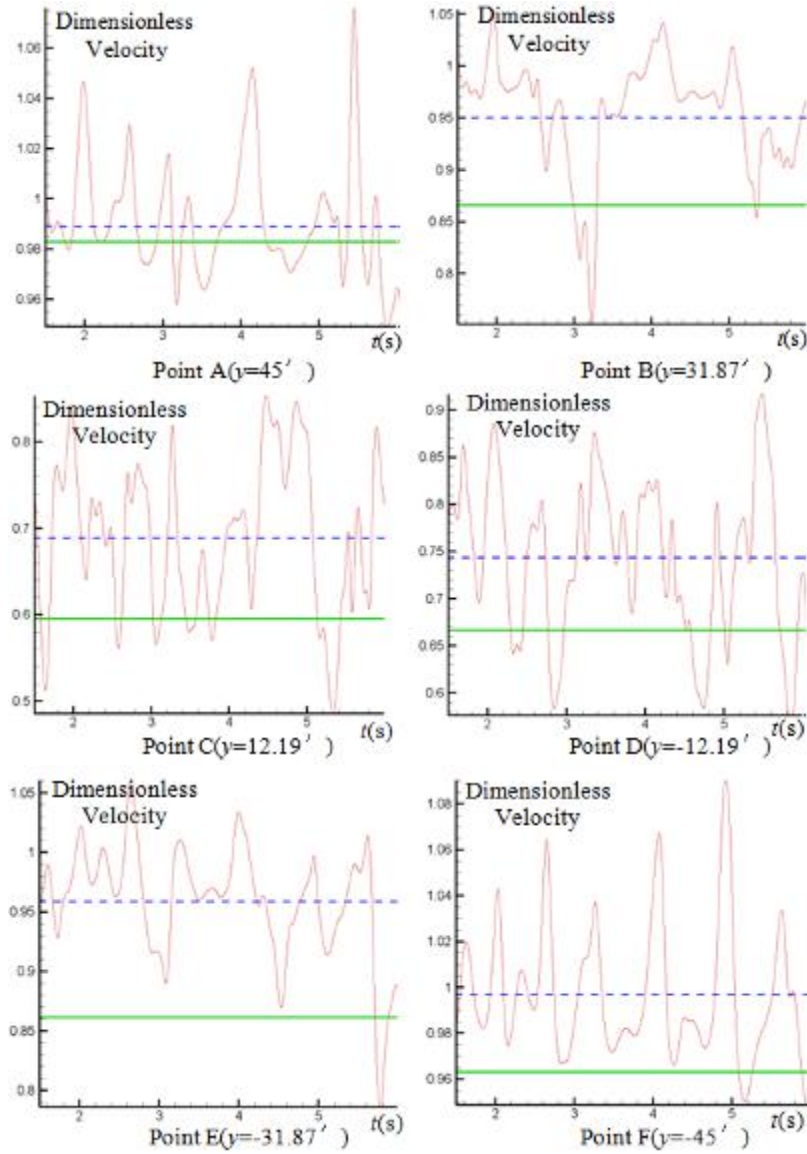 Dimensionless
Velocity
1.06
1.04
1.02
1
0.98
0.96
2
3
4
5
t(s)
Point A(y=45′ )
Dimensionless
Velocity
1.05
1
0.95
0.9
0.85
0.8
2
3
4
5
t(s)
Point B(y=31.87′ )
Dimensionless
Velocity
0.8
0.7
0.6
0.5
2
3
4
5
t(s)
Point C(y=12.19′ )
Dimensionless
Velocity
0.9
0.85
0.8
0.75
0.7
0.65
0.6
2
3
4
5
t(s)
Point D(y=-12.19′ )
Dimensionless
Velocity
1.05
1
0.95
0.9
0.85
0.8
2
3
4
5
t(s)
Point E(y=-31.87′ )
Dimensionless
Velocity
1.08
1.06
1.04
1.02
1
0.98
0.96
2
3
4
5
t(s)
Point F(y=-45′ )